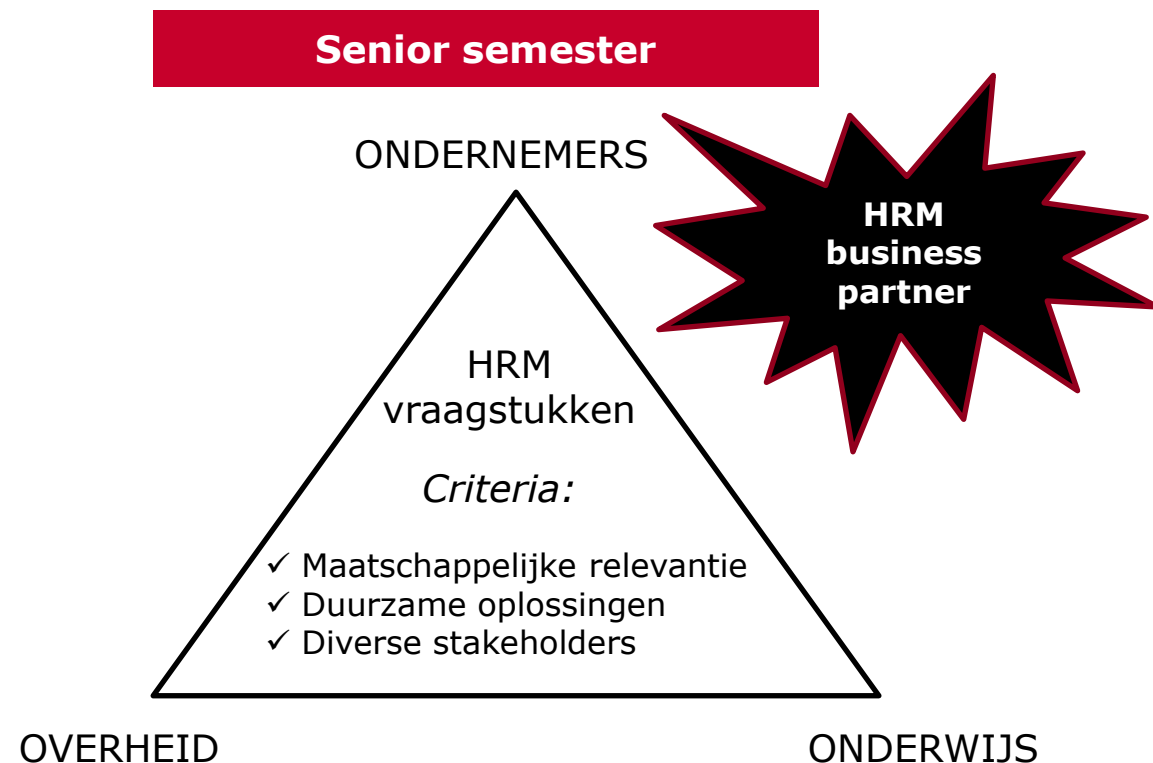 Senior semester
ONDERNEMERS
HRM
business
partner
HRM
vraagstukken
Criteria:
✓ Maatschappelijke relevantie
✓ Duurzame oplossingen
✓ Diverse stakeholders
OVERHEID
ONDERWIJS